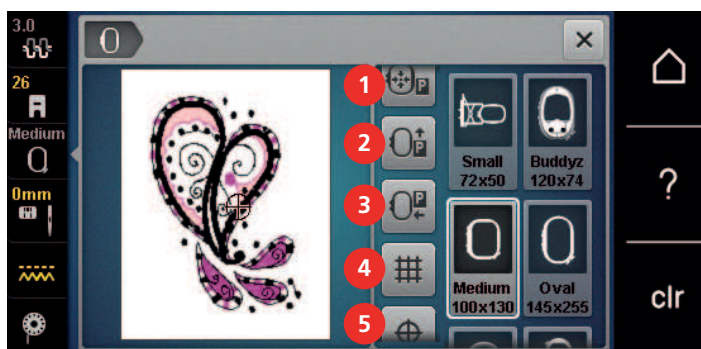 3.0
26
Medium
0mm
1
P
2
P
3
P
4
5
Small
72x50
Buddyz
120x74
Medium
100x130
Oval
145x255
?
clr